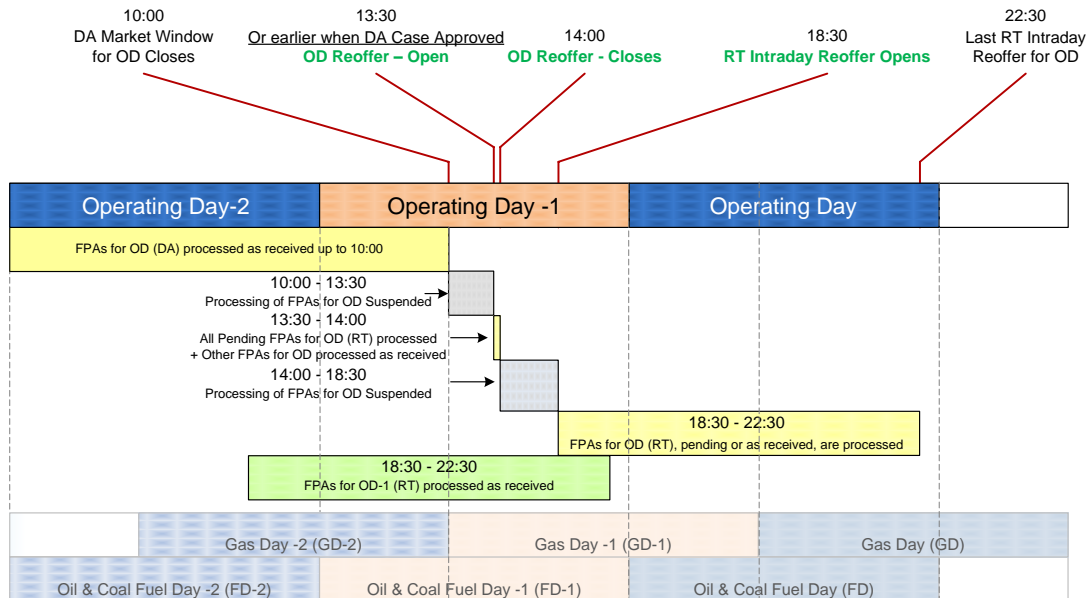 10:00
DA Market Window
for OD Closes
13:30
Or earlier when DA Case Approved
OD Reoffer – Open
14:00
OD Reoffer - Closes
18:30
RT Intraday Reoffer Opens
22:30
Last RT Intraday
Reoffer for OD
Operating Day-2
Operating Day -1
Operating Day
FPAs for OD (DA) processed as received up to 10:00
10:00 - 13:30
Processing of FPAs for OD Suspended
13:30 - 14:00
All Pending FPAs for OD (RT) processed
+ Other FPAs for OD processed as received
14:00 - 18:30
Processing of FPAs for OD Suspended
18:30 - 22:30
FPAs for OD (RT), pending or as received, are processed
18:30 - 22:30
FPAs for OD-1 (RT) processed as received
Gas Day -2 (GD-2)
Gas Day -1 (GD-1)
Gas Day (GD)
Oil & Coal Fuel Day -2 (FD-2)
Oil & Coal Fuel Day -1 (FD-1)
Oil & Coal Fuel Day (FD)